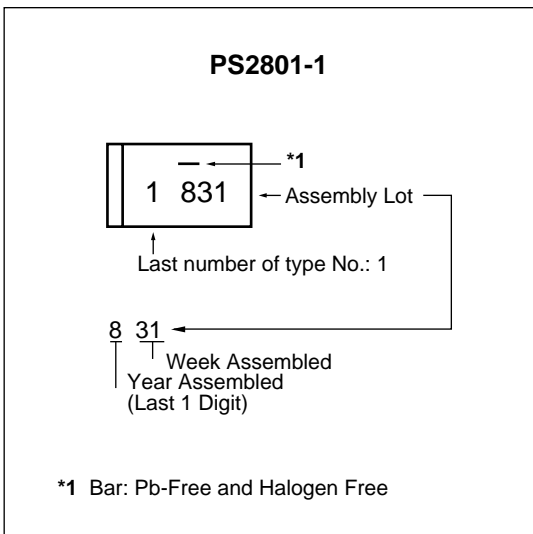 PS2801-1
*1
1 831
Assembly Lot
Last number of type No.: 1
8 31
Week Assembled
Year Assembled
(Last 1 Digit)
*1 Bar: Pb-Free and Halogen Free